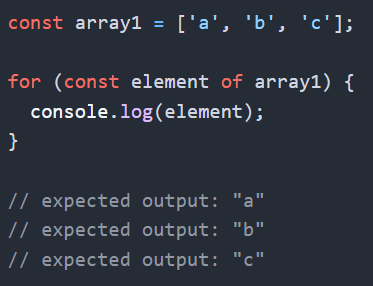 const array1 = ['a', 'b', 'c'];
for (const element of array1) {
  console.log(element);
}
// expected output: "a"
// expected output: "b"
// expected output: "c"